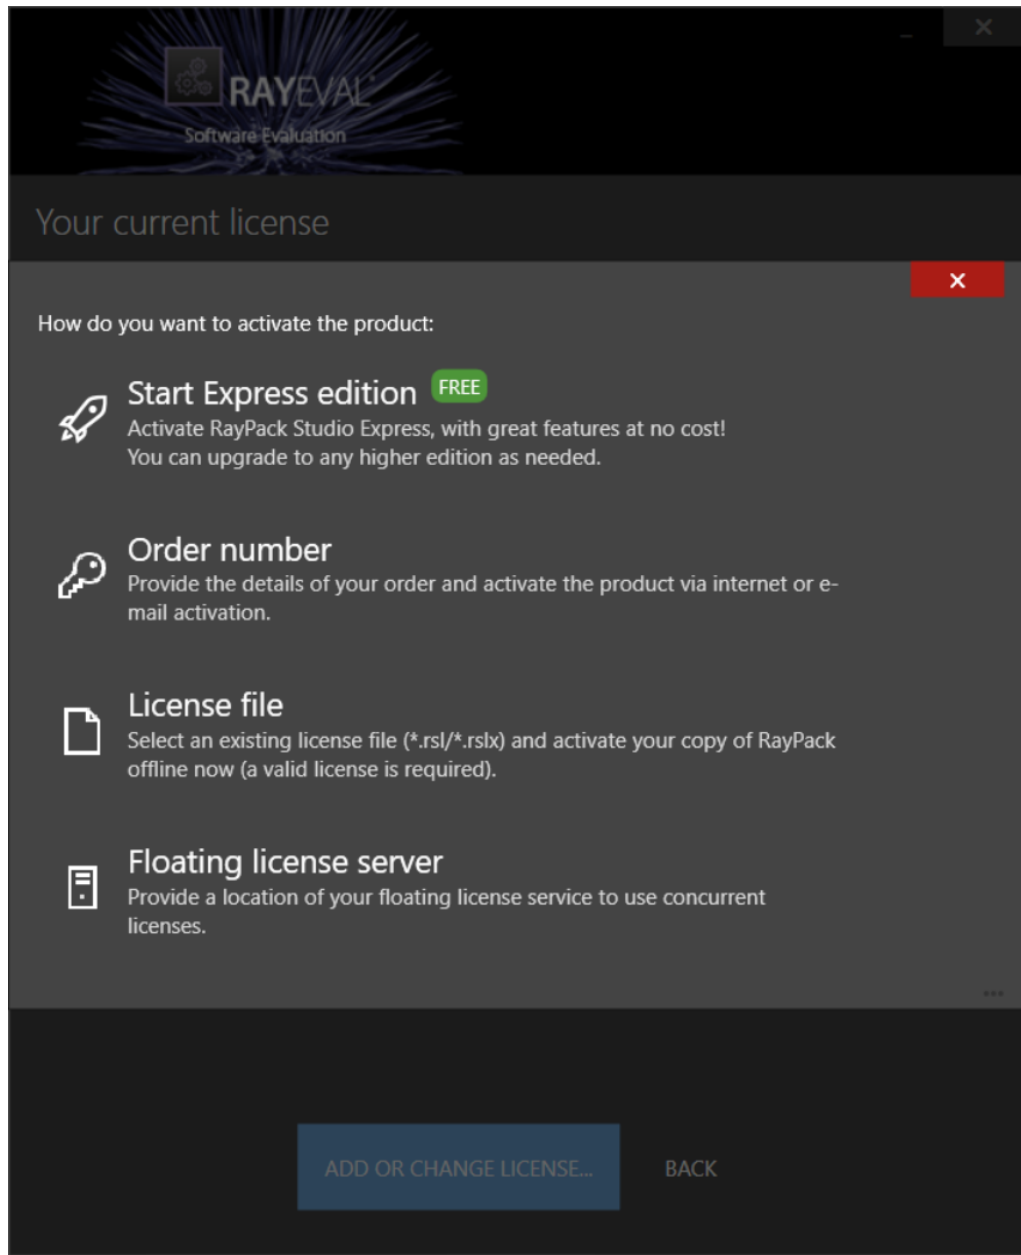 RAYEVAL
Software Evaluation
Your current license
How do you want to activate the product:
Start Express edition FREE
Activate RayPack Studio Express, with great features at no cost!
You can upgrade to any higher edition as needed.
Order number
Provide the details of your order and activate the product via internet or e-
mail activation.
License file
Select an existing license file (*.rsl/*.rslx) and activate your copy of RayPack
offline now (a valid license is required).
Floating license server
Provide a location of your floating license service to use concurrent
licenses.
...
ADD OR CHANGE LICENSE... BACK